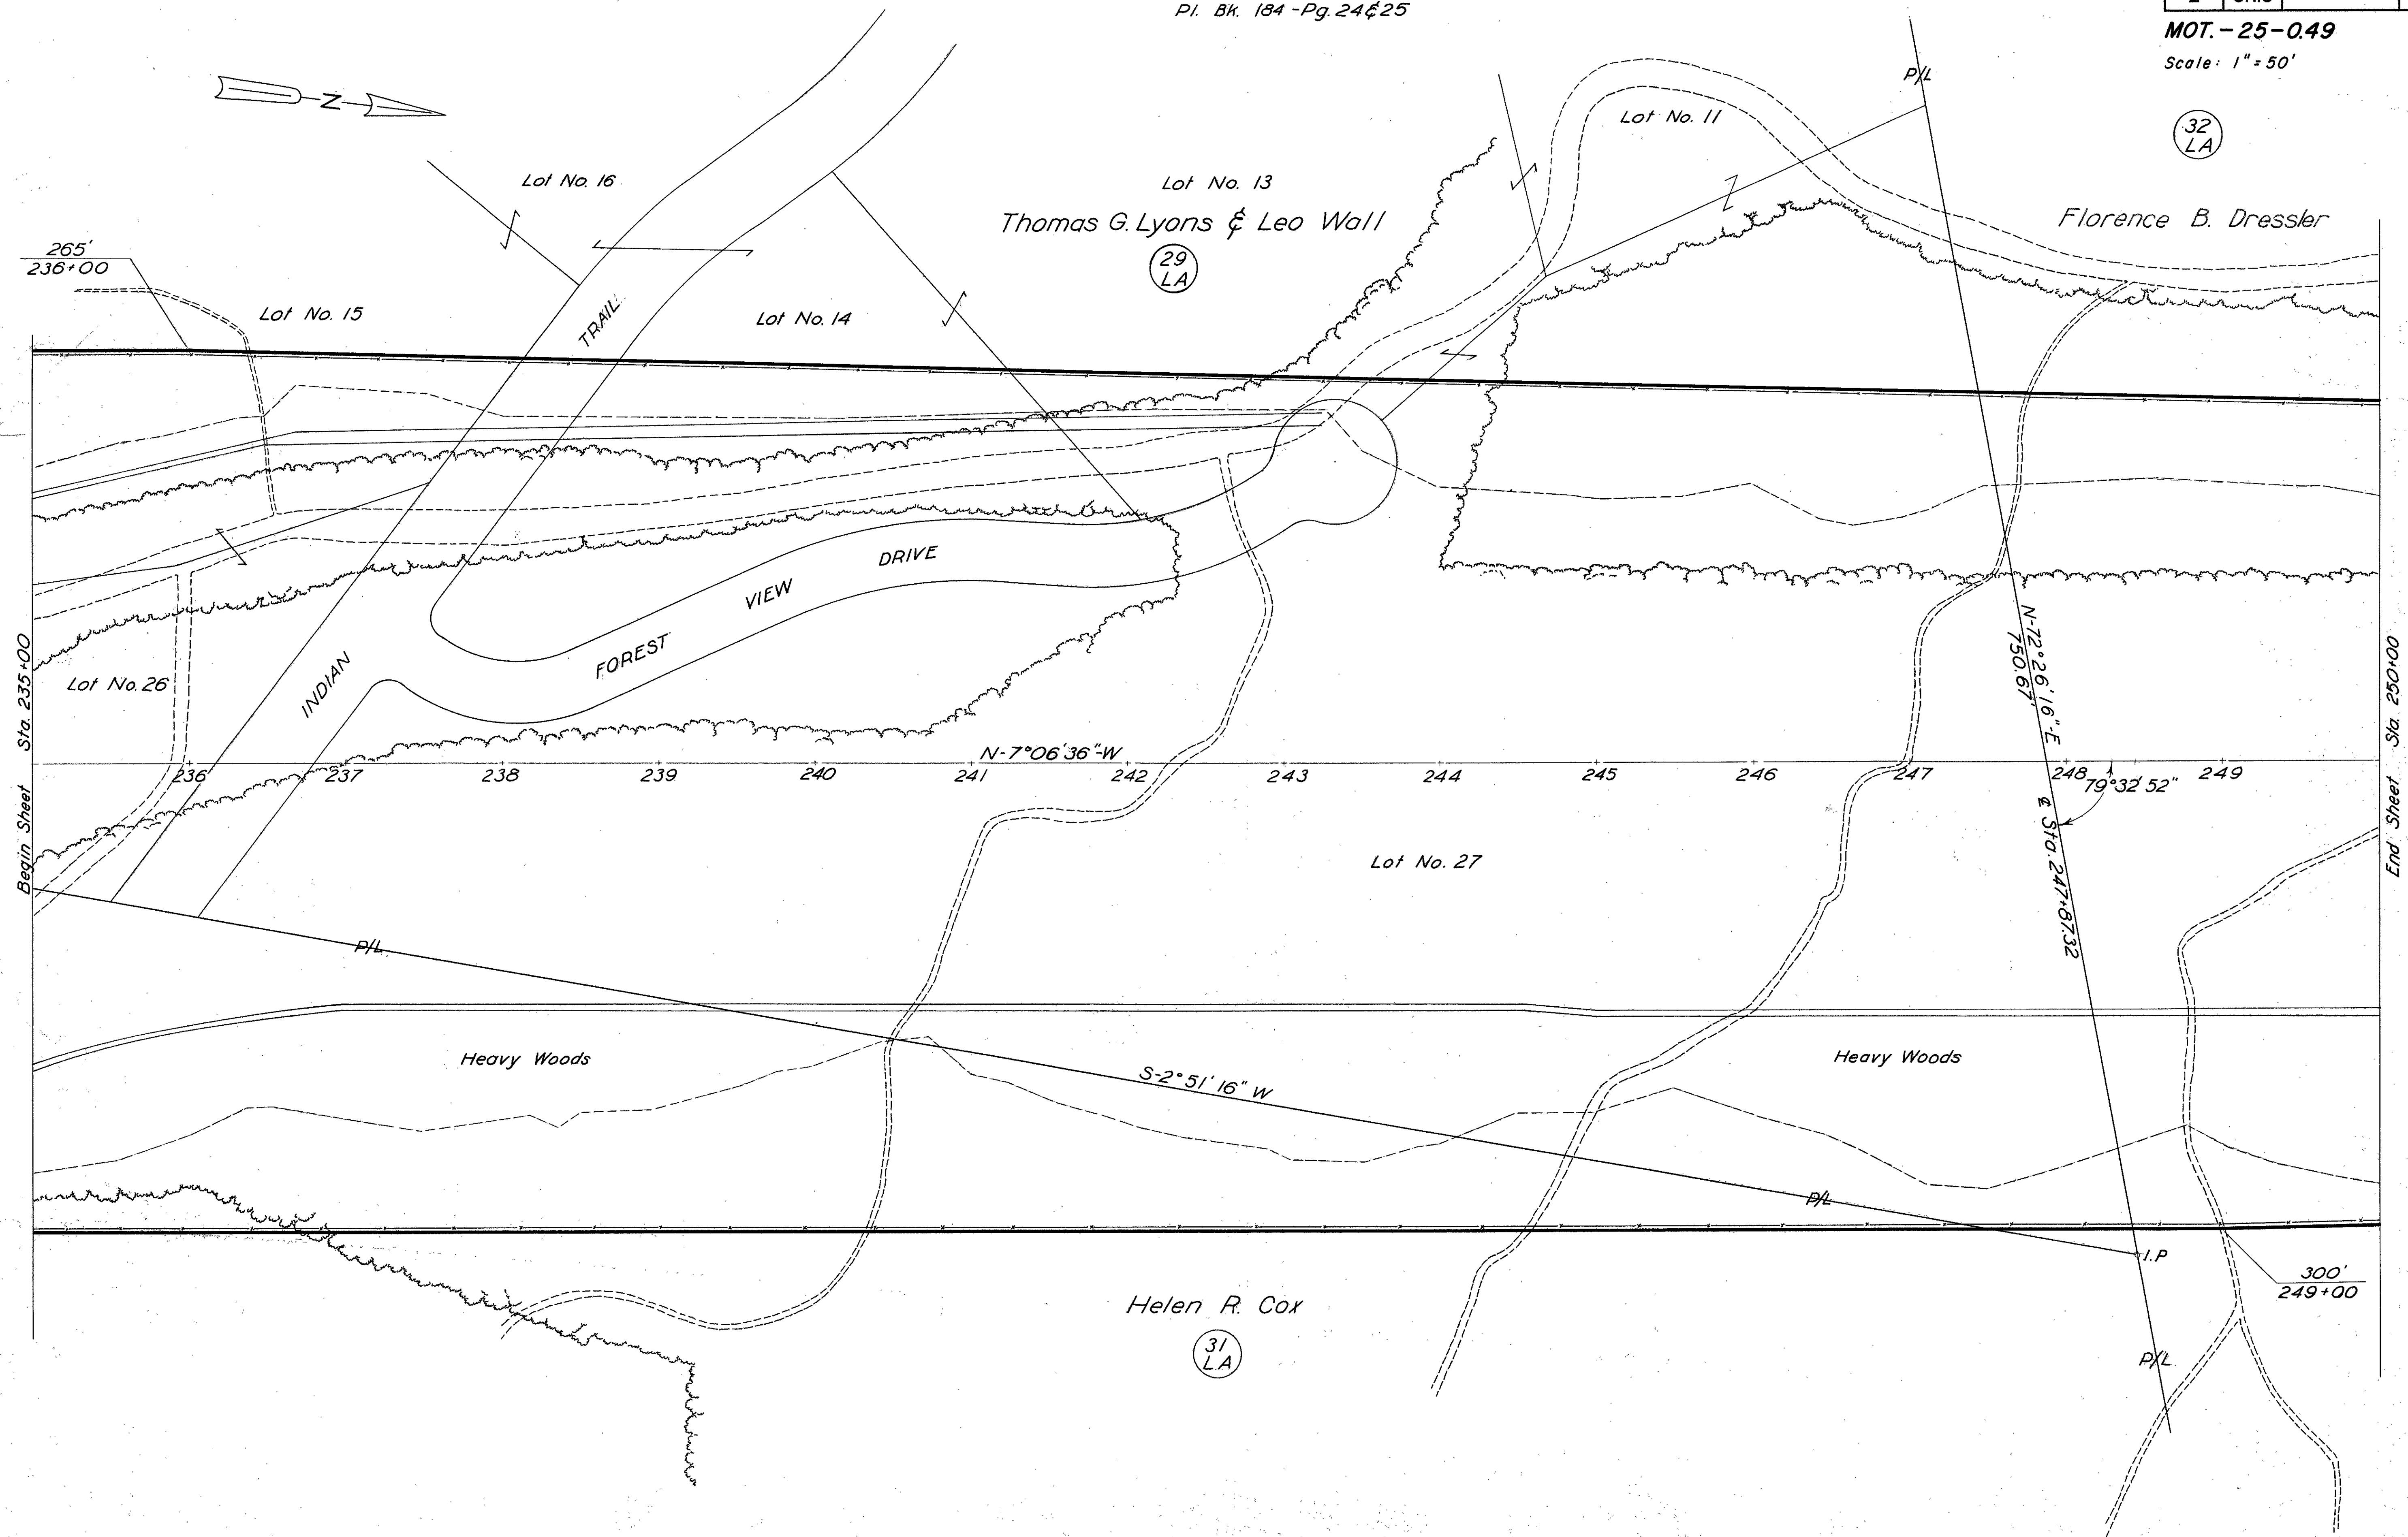 Pl. Bk. 184 - Pg. 24 & 25
MOT. - 25 - 0.49
Scale: 1" = 50'
N
P/L
Lot No. 11
32
LA
Lot No. 16
Lot No. 13
Thomas G. Lyons & Leo Wall
29
LA
Florence B. Dressler
265'
236+00
Lot No. 15
Lot No. 14
TRAIL
DRIVE
VIEW
FOREST
INDIAN
Lot No. 26
Begin Sheet Sta. 235+00
End Sheet Sta. 250+00
N-72°26'16"-E
750.67'
N-7°06'36"-W
236 237 238 239 240 241 242 243 244 245 246 247 248 249
79°32'52"
℄ Sta. 247+87.32
Lot No. 27
P/L
Heavy Woods
Heavy Woods
S-2°51'16" W
P/L
I.P
300'
249+00
Helen R. Cox
31
LA
P/L